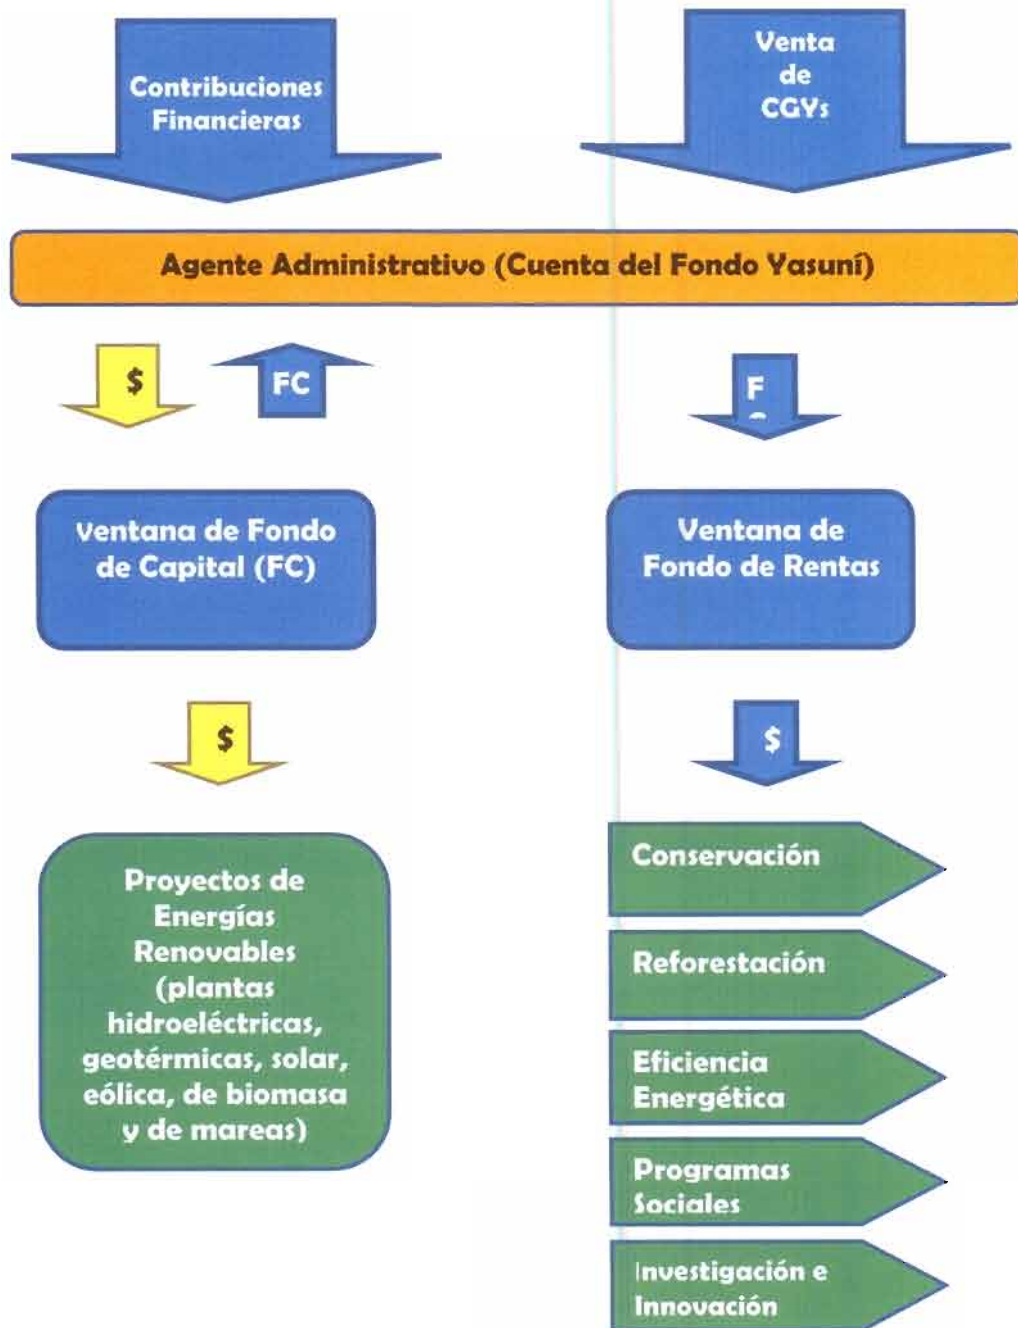 Contribuciones
Financieras
Venta
de
CGYs
Agente Administrativo (Cuenta del Fondo Yasuní)
$
FC
F
Ventana de Fondo
de Capital (FC)
Ventana de
Fondo de Rentas
$
$
Proyectos de
Energías
Renovables
(plantas
hidroeléctricas,
geotérmicas, solar,
eólica, de biomasa
y de mareas)
Conservación
Reforestación
Eficiencia
Energética
Programas
Sociales
Investigación e
Innovación